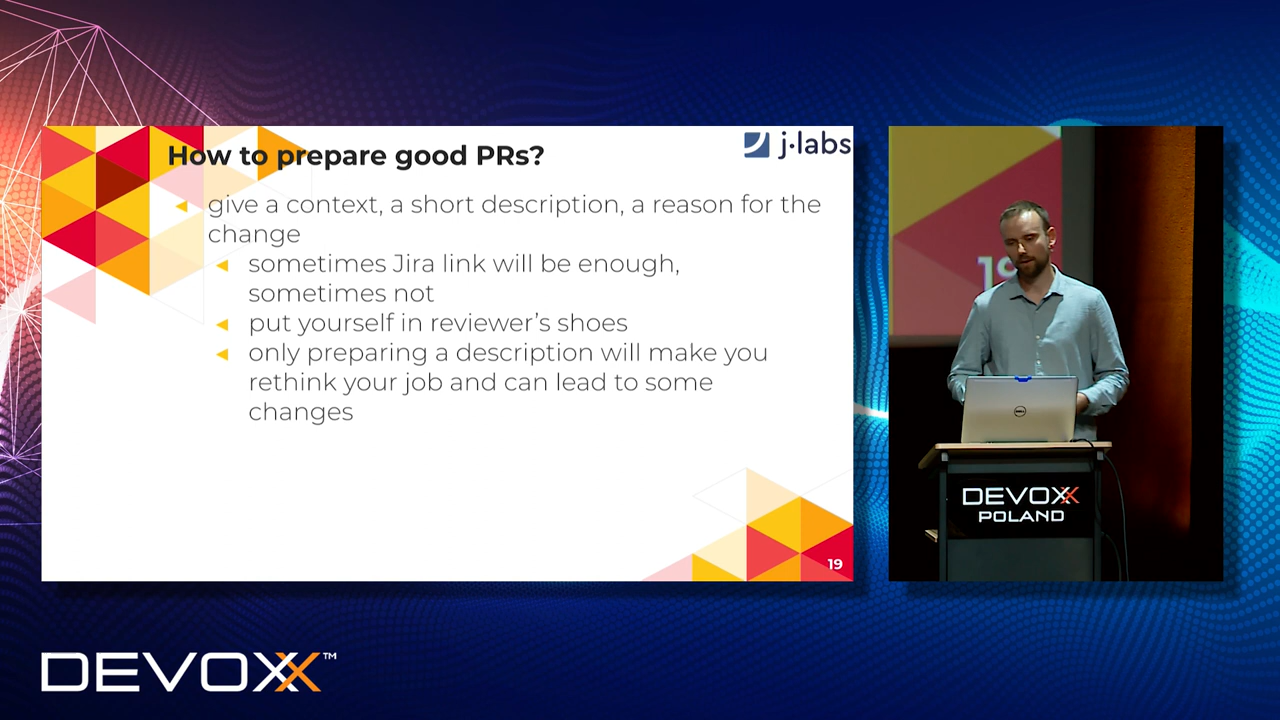 How to prepare good PRs?
j·labs
give a context, a short description, a reason for the
change
sometimes Jira link will be enough,
sometimes not
put yourself in reviewer's shoes
only preparing a description will make you
rethink your job and can lead to some
changes
19
19
DELL
DEVOXX
POLAND
DEVOXX™